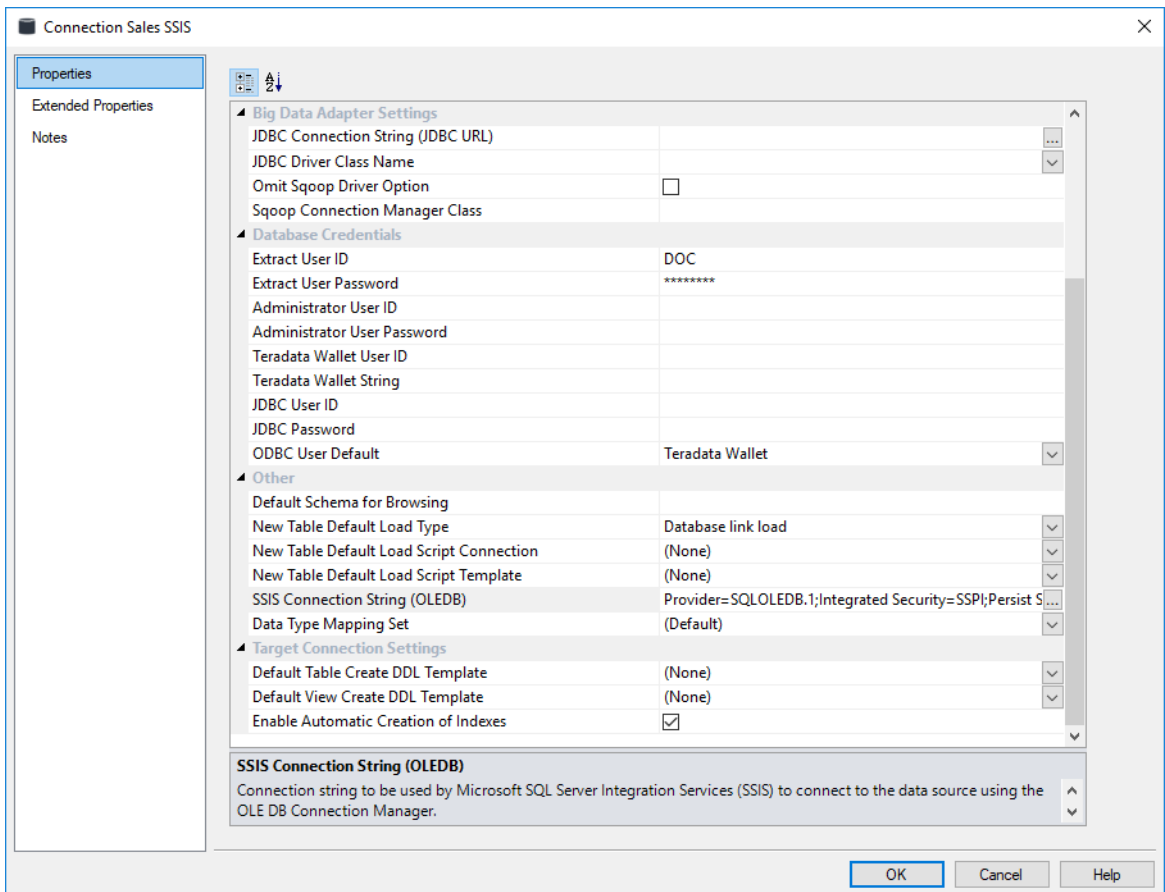 Connection Sales SSIS
Properties
Extended Properties
Notes
Big Data Adapter Settings
JDBC Connection String (JDBC URL) ...
JDBC Driver Class Name
Omit Sqoop Driver Option
Sqoop Connection Manager Class
Database Credentials
Extract User ID DOC
Extract User Password ********
Administrator User ID
Administrator User Password
Teradata Wallet User ID
Teradata Wallet String
JDBC User ID
JDBC Password
ODBC User Default Teradata Wallet
Other
Default Schema for Browsing
New Table Default Load Type Database link load
New Table Default Load Script Connection (None)
New Table Default Load Script Template (None)
SSIS Connection String (OLEDB) Provider=SQLOLEDB.1;Integrated Security=SSPI;Persist S ...
Data Type Mapping Set (Default)
Target Connection Settings
Default Table Create DDL Template (None)
Default View Create DDL Template (None)
Enable Automatic Creation of Indexes
SSIS Connection String (OLEDB)
Connection string to be used by Microsoft SQL Server Integration Services (SSIS) to connect to the data source using the
OLE DB Connection Manager.
OK Cancel Help